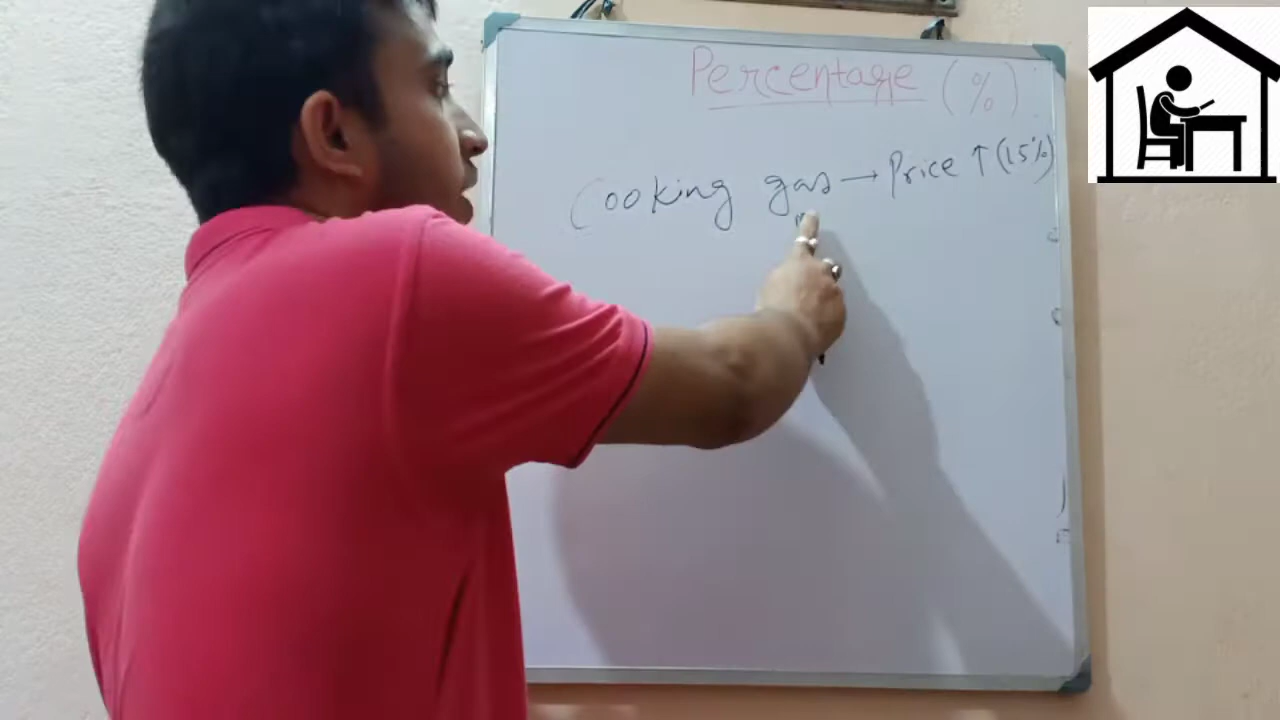 Percentage (%):
Cooking gas → Price ↑ (15%)